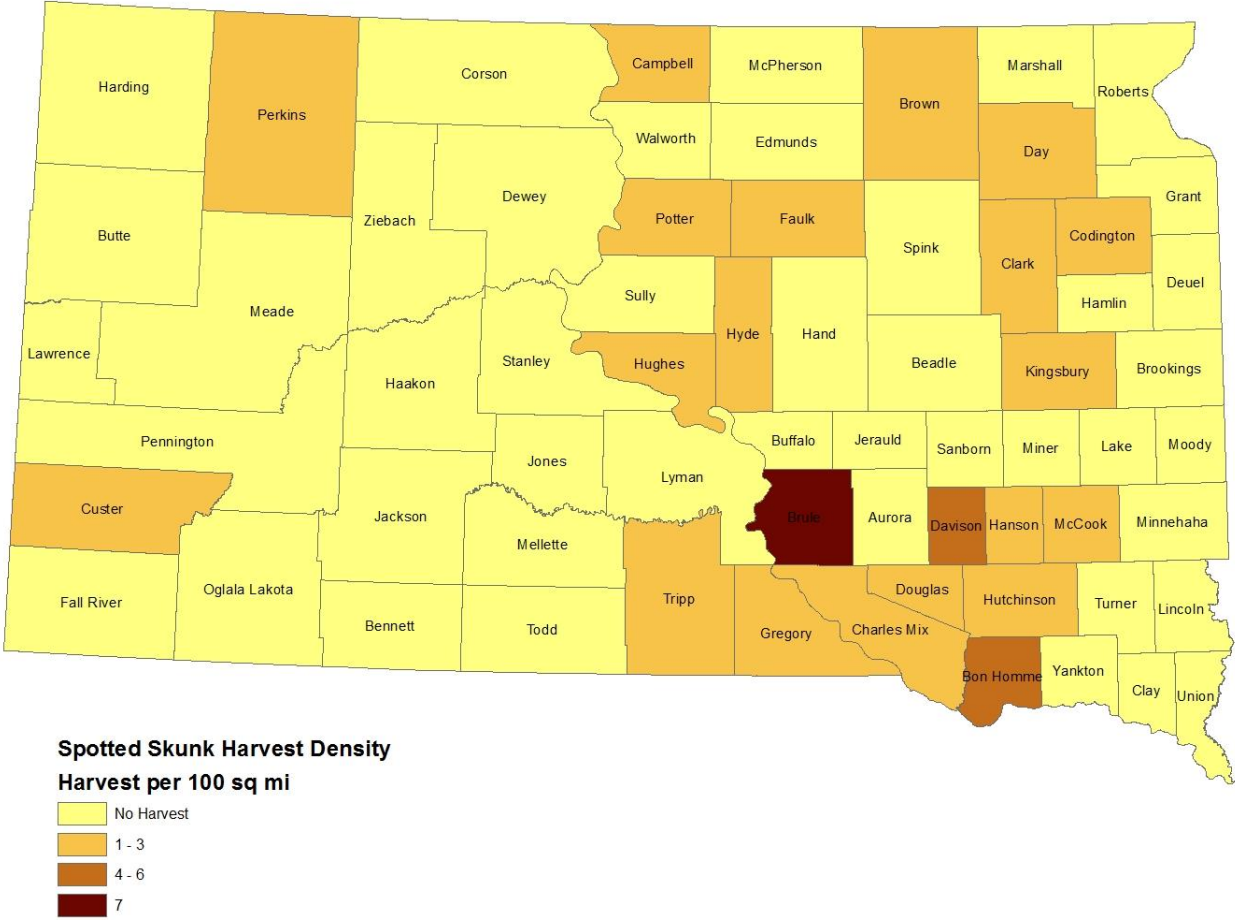 Harding
Perkins
Corson
Campbell
McPherson
Brown
Marshall
Roberts
Walworth
Edmunds
Day
Dewey
Ziebach
Butte
Potter
Faulk
Spink
Grant
Codington
Clark
Deuel
Hamlin
Meade
Sully
Hyde
Hand
Lawrence
Stanley
Hughes
Beadle
Kingsbury
Brookings
Haakon
Pennington
Jones
Lyman
Buffalo
Jerauld
Sanborn
Miner
Lake
Moody
Custer
Jackson
Mellette
Brule
Aurora
Davison
Hanson
McCook
Minnehaha
Fall River
Oglala Lakota
Bennett
Todd
Tripp
Gregory
Charles Mix
Douglas
Hutchinson
Turner
Lincoln
Bon Homme
Yankton
Clay
Union
Spotted Skunk Harvest Density
Harvest per 100 sq mi
No Harvest
1 - 3
4 - 6
7